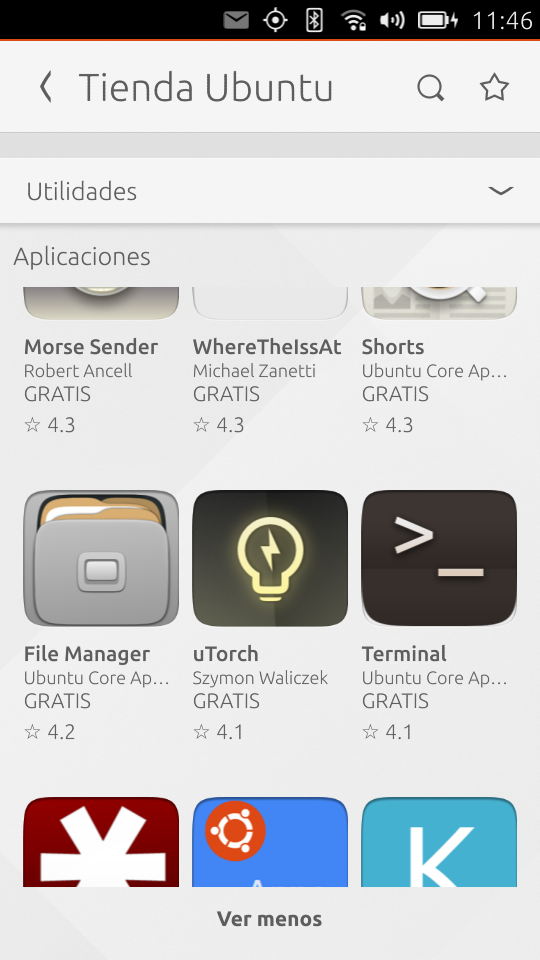 11:46
Tienda Ubuntu
Utilidades
Aplicaciones
Morse Sender
Robert Ancell
GRATIS
☆ 4.3
WhereTheIssAt
Michael Zanetti
GRATIS
☆ 4.3
Shorts
Ubuntu Core Ap...
GRATIS
☆ 4.3
>_
File Manager
Ubuntu Core Ap...
GRATIS
☆ 4.2
uTorch
Szymon Waliczek
GRATIS
☆ 4.1
Terminal
Ubuntu Core Ap...
GRATIS
☆ 4.1
K
Ver menos